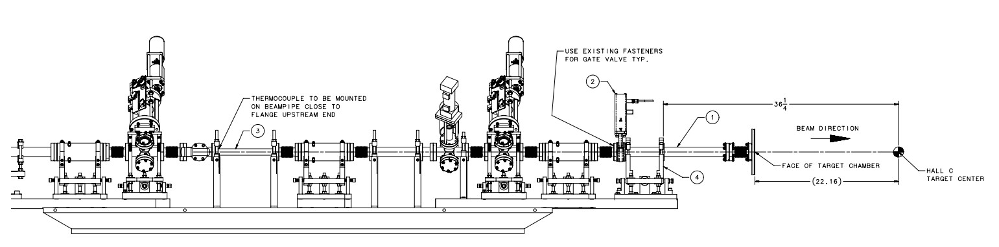 USE EXISTING FASTENERS
FOR GATE VALVE TYP.
2
THERMOCOUPLE TO BE MOUNTED
ON BEAMPIPE CLOSE TO
FLANGE UPSTREAM END
3
36 1/4
1
BEAM DIRECTION
FACE OF TARGET CHAMBER
4
(22.16)
HALL C
TARGET CENTER